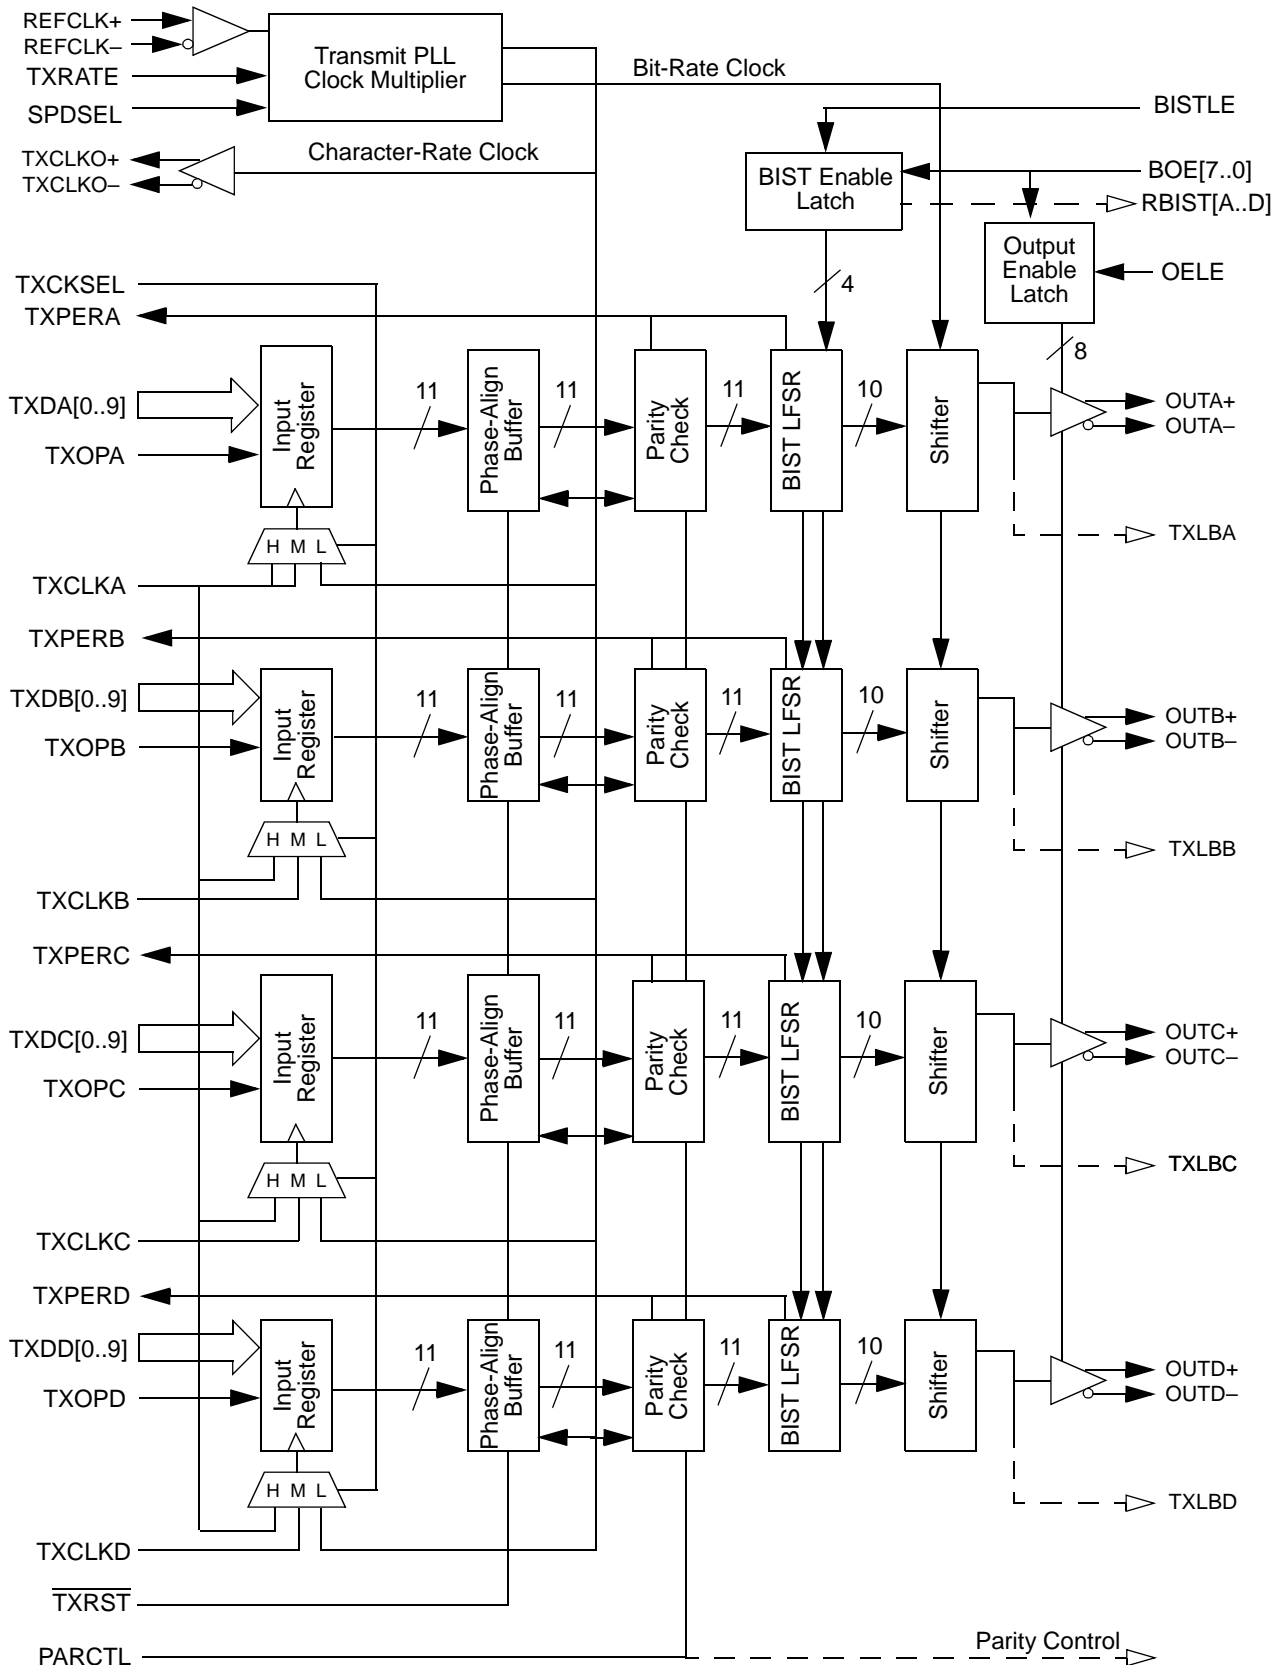 REFCLK+
REFCLK–
TXRATE
SPDSEL
Transmit PLL
Clock Multiplier
Bit-Rate Clock
BISTLE
TXCLKO+
TXCLKO–
Character-Rate Clock
BIST Enable
Latch
BOE[7..0]
RBIST[A..D]
Output
Enable
Latch
OELE
4
8
TXCKSEL
TXPERA
TXDA[0..9]
TXOPA
Input
Register
11
Phase-Align
Buffer
11
Parity
Check
11
BIST LFSR
10
Shifter
OUTA+
OUTA–
H M L
TXLBA
TXCLKA
TXPERB
TXDB[0..9]
TXOPB
Input
Register
11
Phase-Align
Buffer
11
Parity
Check
11
BIST LFSR
10
Shifter
OUTB+
OUTB–
H M L
TXLBB
TXCLKB
TXPERC
TXDC[0..9]
TXOPC
Input
Register
11
Phase-Align
Buffer
11
Parity
Check
11
BIST LFSR
10
Shifter
OUTC+
OUTC–
H M L
TXLBC
TXCLKC
TXPERD
TXDD[0..9]
TXOPD
Input
Register
11
Phase-Align
Buffer
11
Parity
Check
11
BIST LFSR
10
Shifter
OUTD+
OUTD–
H M L
TXLBD
TXCLKD
TXRST
PARCTL
Parity Control